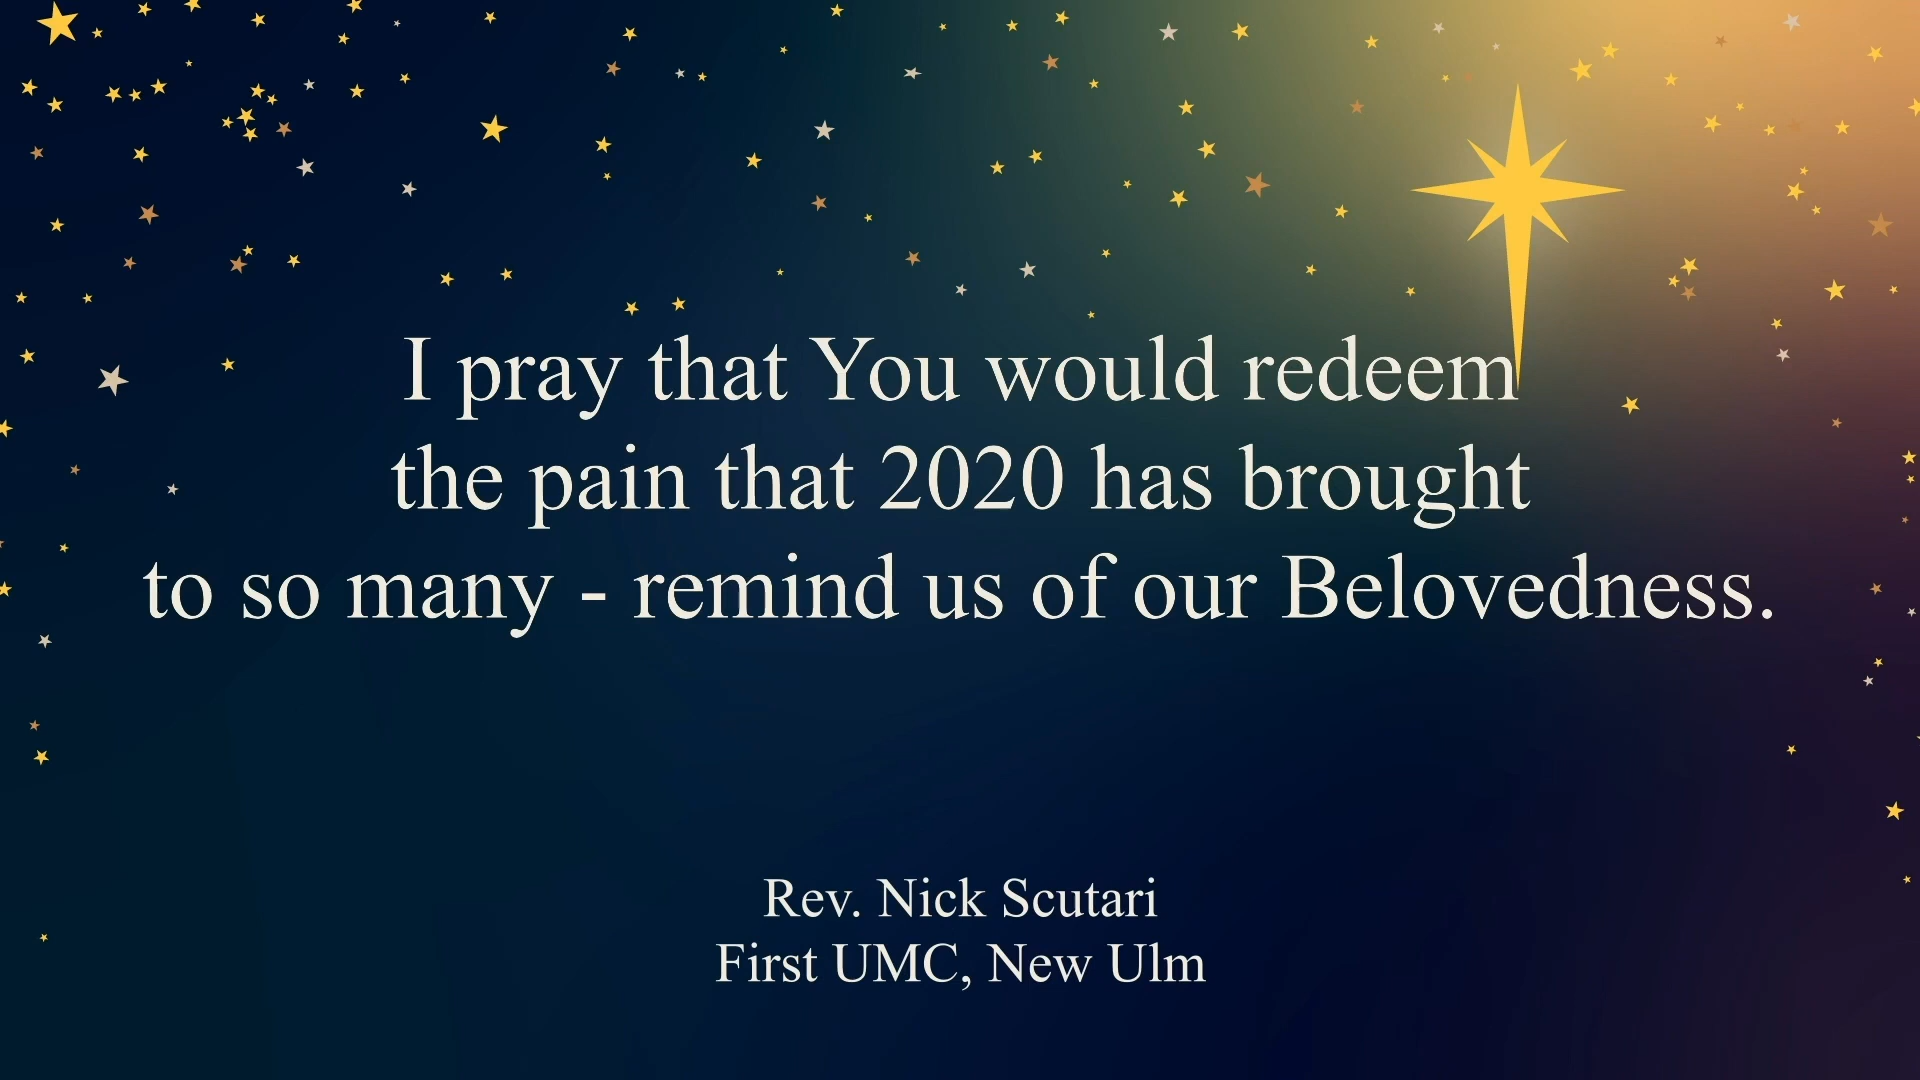 I pray that You would redeem
the pain that 2020 has brought
to so many - remind us of our Belovedness.
Rev. Nick Scutari
First UMC, New Ulm